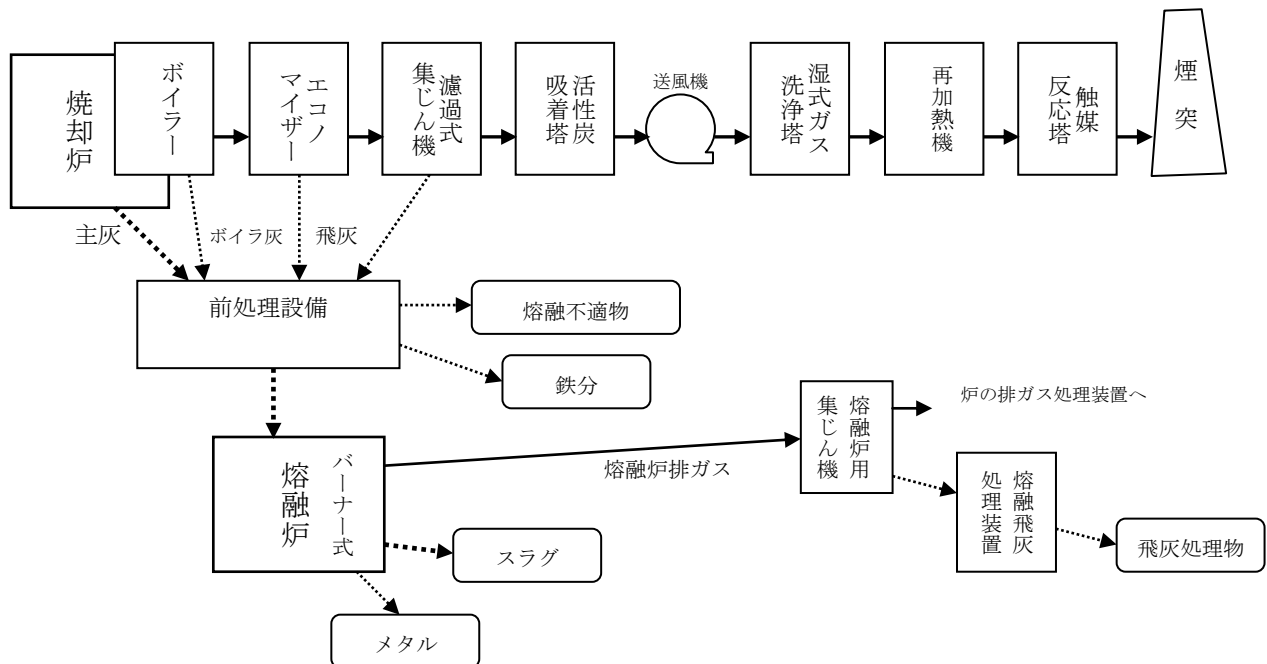 焼却炉
ボイラー
エコノ
マイザー
濾過式
集じん機
活性炭
吸着塔
送風機
湿式ガス
洗浄塔
再加熱機
触媒
反応塔
煙突
主灰
ボイラ灰
飛灰
前処理設備
熔融不適物
鉄分
バーナー式
熔融炉
熔融炉排ガス
熔融炉用
集じん機
炉の排ガス処理装置へ
熔融飛灰
処理装置
飛灰処理物
スラグ
メタル